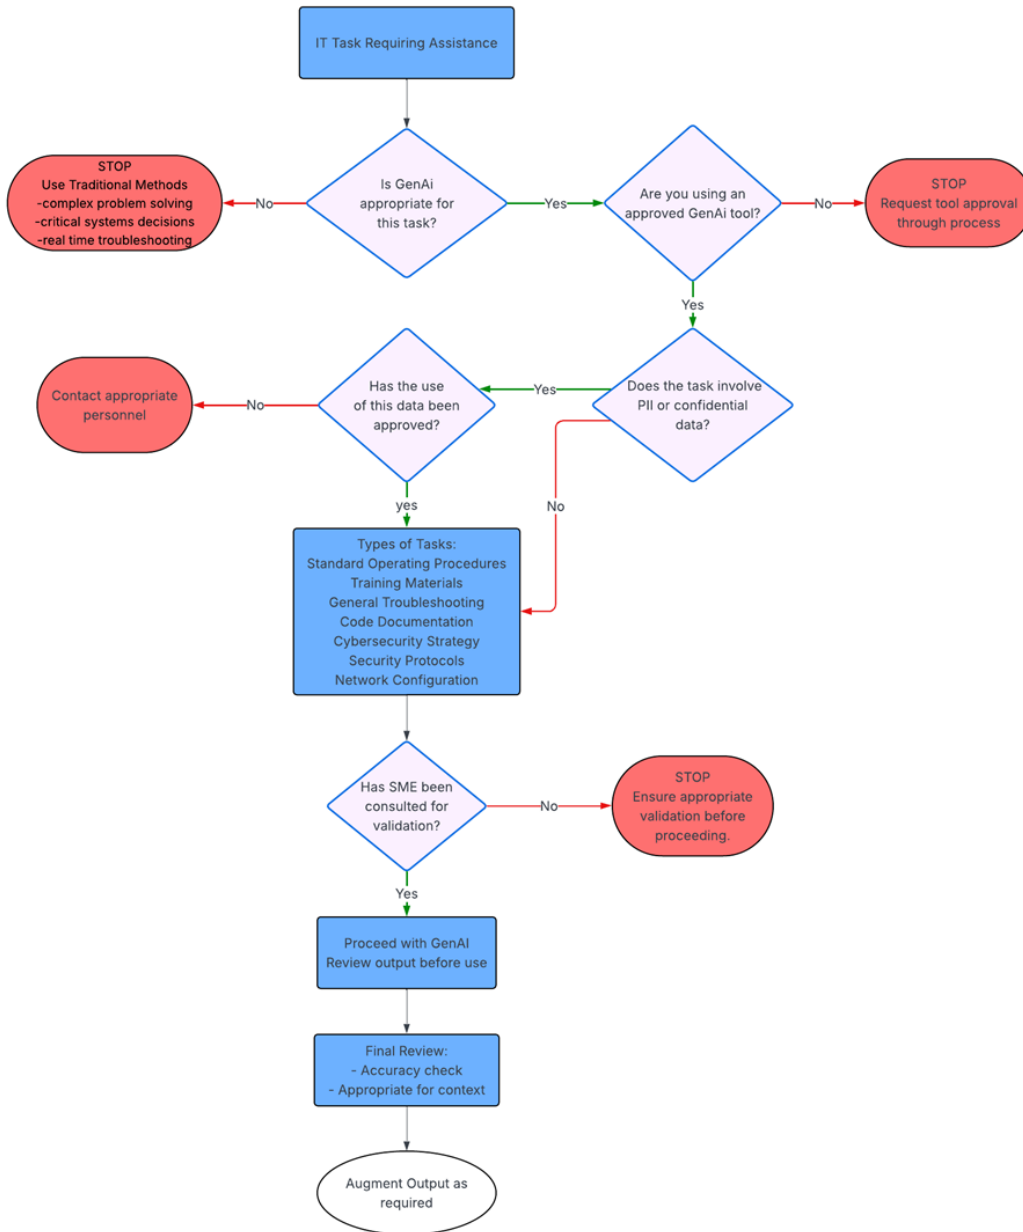 IT Task Requiring Assistance
STOP
Use Traditional Methods
-complex problem solving
-critical systems decisions
-real time troubleshooting
No
Is GenAi
appropriate for
this task?
Yes
Are you using an
approved GenAi tool?
No
STOP
Request tool approval
through process
Yes
Contact appropriate
personnel
No
Has the use
of this data been
approved?
Yes
Does the task involve
PII or confidential
data?
No
yes
Types of Tasks:
Standard Operating Procedures
Training Materials
General Troubleshooting
Code Documentation
Cybersecurity Strategy
Security Protocols
Network Configuration
Has SME been
consulted for
validation?
No
STOP
Ensure appropriate
validation before
proceeding.
Yes
Proceed with GenAI
Review output before use
Final Review:
- Accuracy check
- Appropriate for context
Augment Output as
required